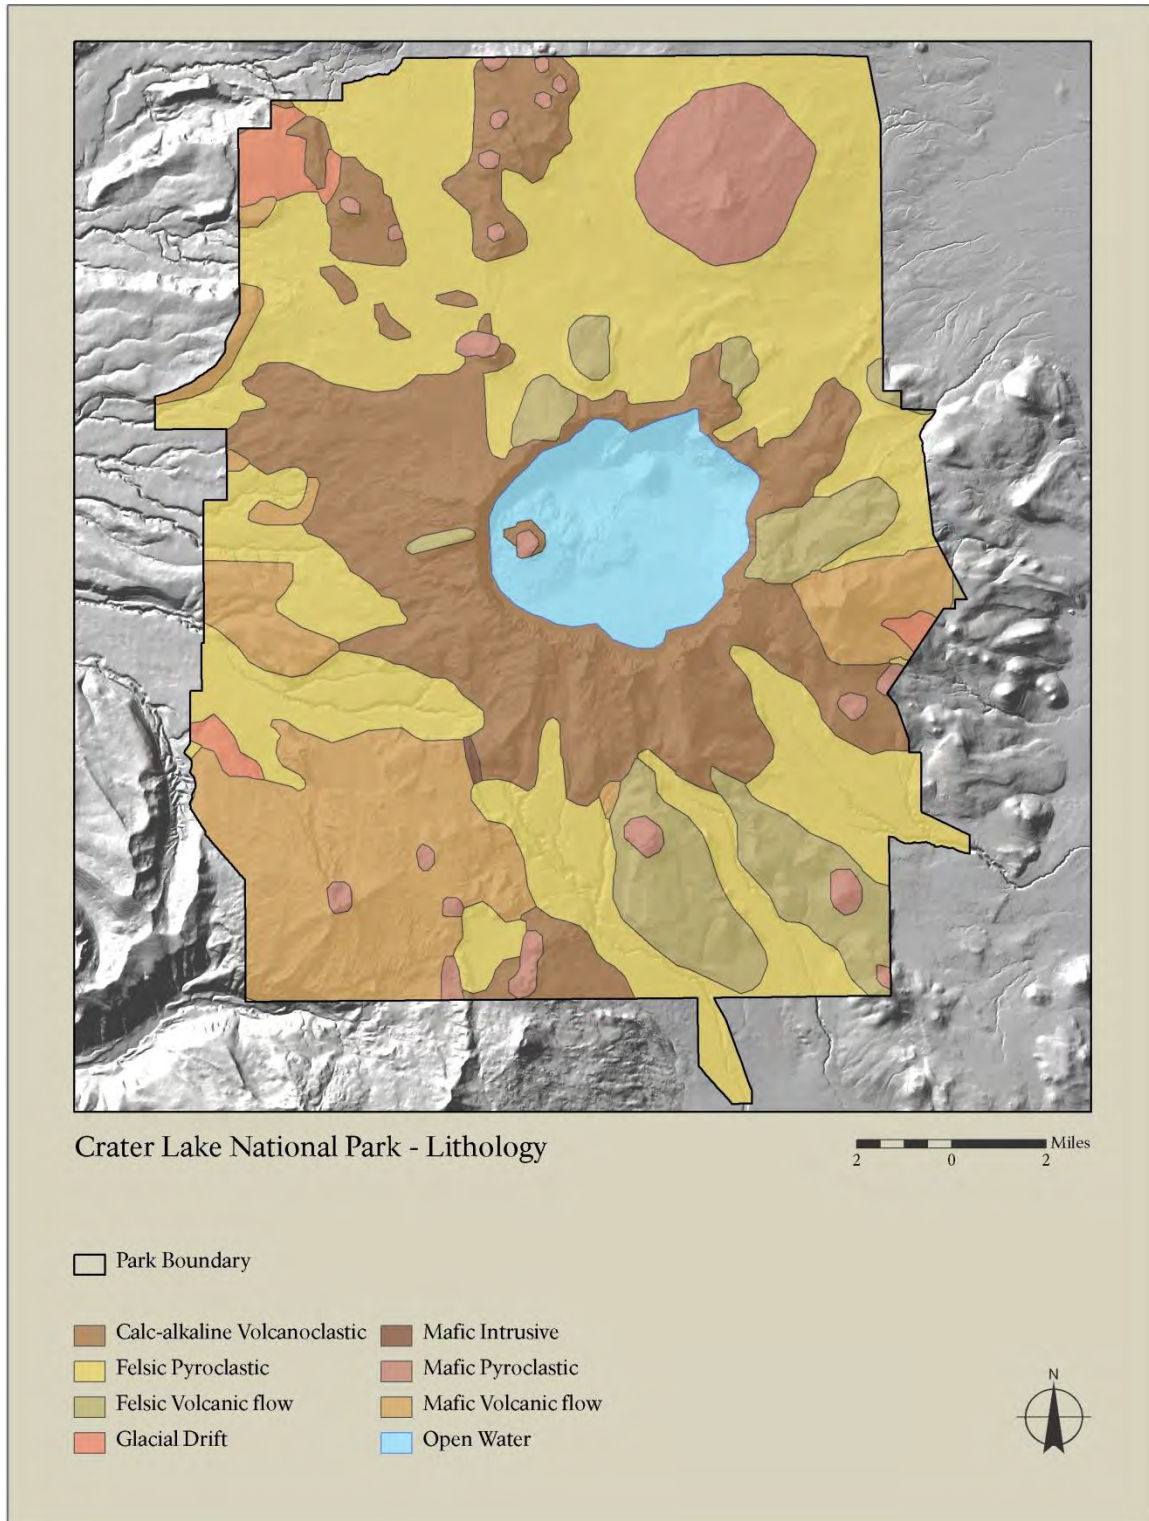 Crater Lake National Park - Lithology
Miles
2 0 2
Park Boundary
Calc-alkaline Volcanoclastic
Felsic Pyroclastic
Felsic Volcanic flow
Glacial Drift
Mafic Intrusive
Mafic Pyroclastic
Mafic Volcanic flow
Open Water
N